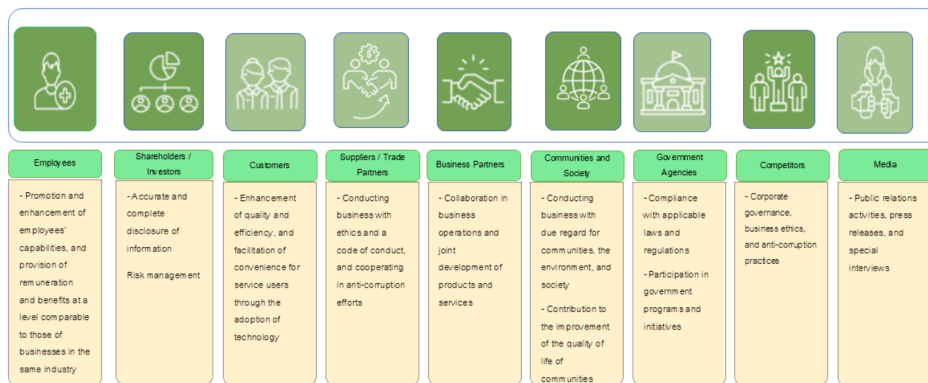 Employees
- Promotion and
enhancement of
employees'
capabilities, and
provision of
remuneration
and benefits at a
level comparable
to those of
businesses in the
same industry
Shareholders /
Investors
- Accurate and
complete
disclosure of
information
Risk management
Customers
- Enhancement
of quality and
efficiency, and
facilitation of
convenience for
service users
through the
adoption of
technology
Suppliers / Trade
Partners
- Conducting
business with
ethics and a
code of conduct,
and cooperating
in anti-corruption
efforts
Business Partners
- Collaboration in
business
operations and
joint
development of
products and
services
Communities and
Society
- Conducting
business with
due regard for
communities, the
environment, and
society
- Contribution to
the improvement
of the quality of
life of
communities
Government
Agencies
- Compliance
with applicable
laws and
regulations
- Participation in
government
programs and
initiatives
Competitors
- Corporate
governance,
business ethics,
and anti-corruption
practices
Media
- Public relations
activities, press
releases, and
special
interviews